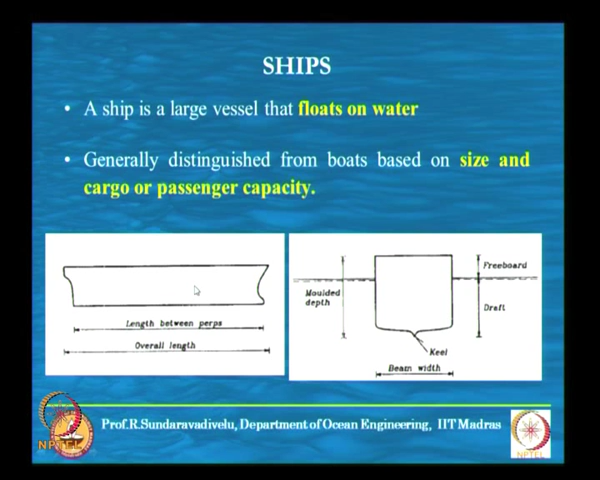 SHIPS
• A ship is a large vessel that floats on water
• Generally distinguished from boats based on size and
cargo or passenger capacity.
Length between perps
Overall length
Moulded
depth
Freeboard
Draft
Keel
Beam width
Prof.R.Sundaravadivelu, Department of Ocean Engineering, IIT Madras
NPTEL
NPTEL